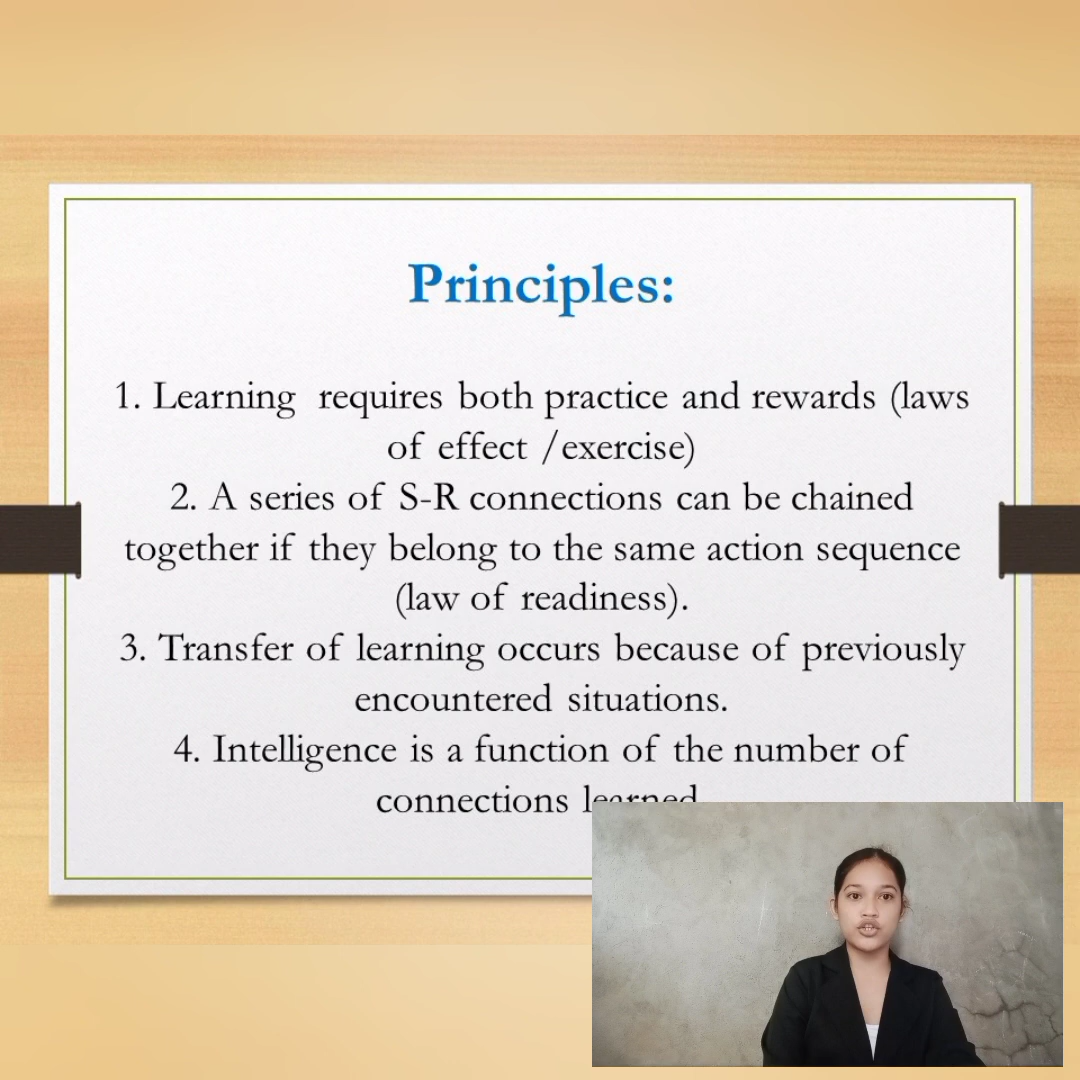 Principles:
1. Learning requires both practice and rewards (laws
of effect /exercise)
2. A series of S-R connections can be chained
together if they belong to the same action sequence
(law of readiness).
3. Transfer of learning occurs because of previously
encountered situations.
4. Intelligence is a function of the number of
connections learned